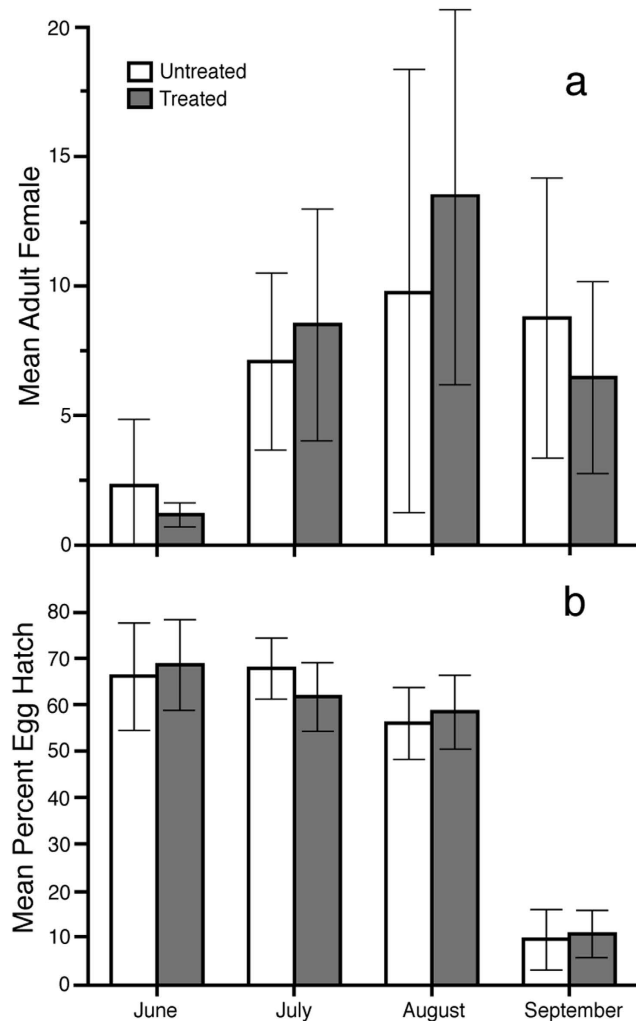 20
Untreated
Treated
a
15
10
5
0
Mean Adult Female
b
80
70
60
50
40
30
20
10
0
Mean Percent Egg Hatch
June July August September